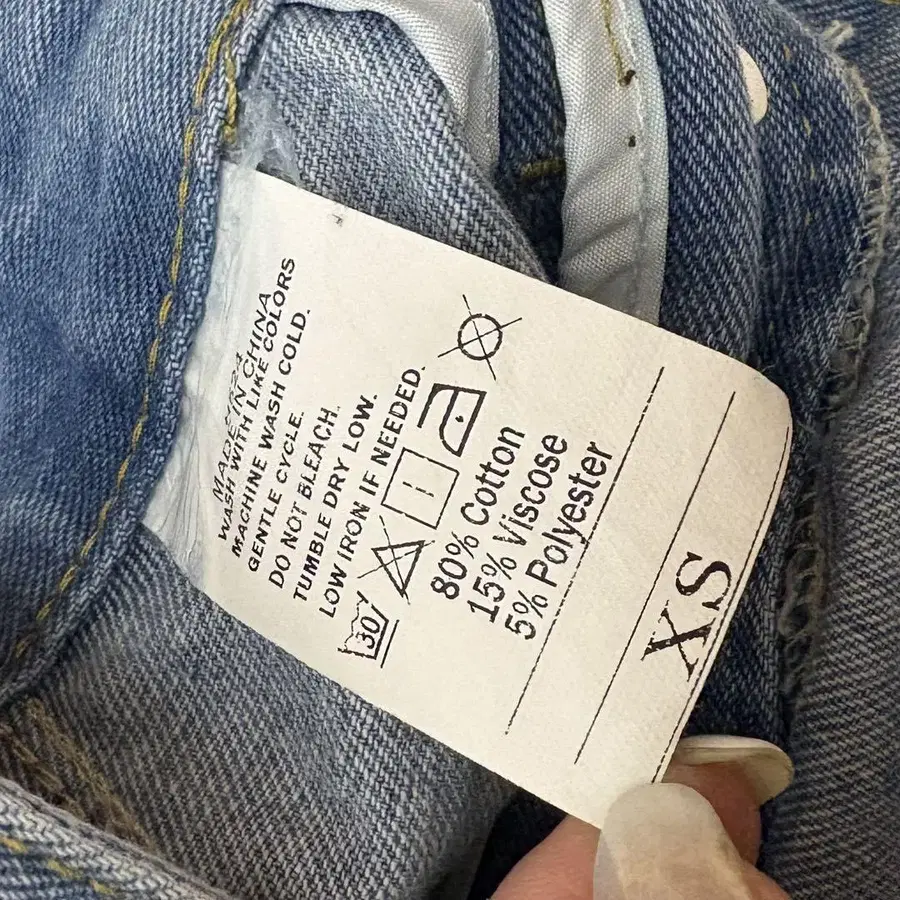 MADE IN CHINA
WASH WITH LIKE COLORS
MACHINE WASH COLD.
GENTLE CYCLE.
DO NOT BLEACH.
TUMBLE DRY LOW.
LOW IRON IF NEEDED.
30
80% Cotton
15% Viscose
5% Polyester
XS